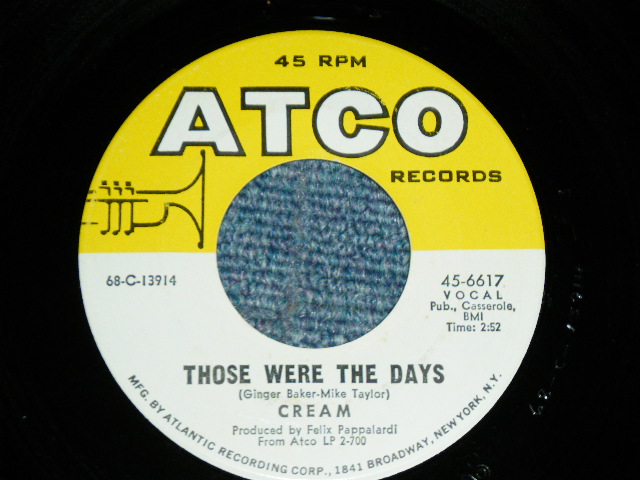 45 RPM
ATCO
RECORDS
68-C-13914
45-6617
VOCAL
Pub., Casserole,
BMI
Time: 2:52
THOSE WERE THE DAYS
(Ginger Baker-Mike Taylor)
CREAM
Produced by Felix Pappalardi
From Atco LP 2-700
MFG. BY ATLANTIC RECORDING CORP., 1841 BROADWAY, NEW YORK, N.Y.